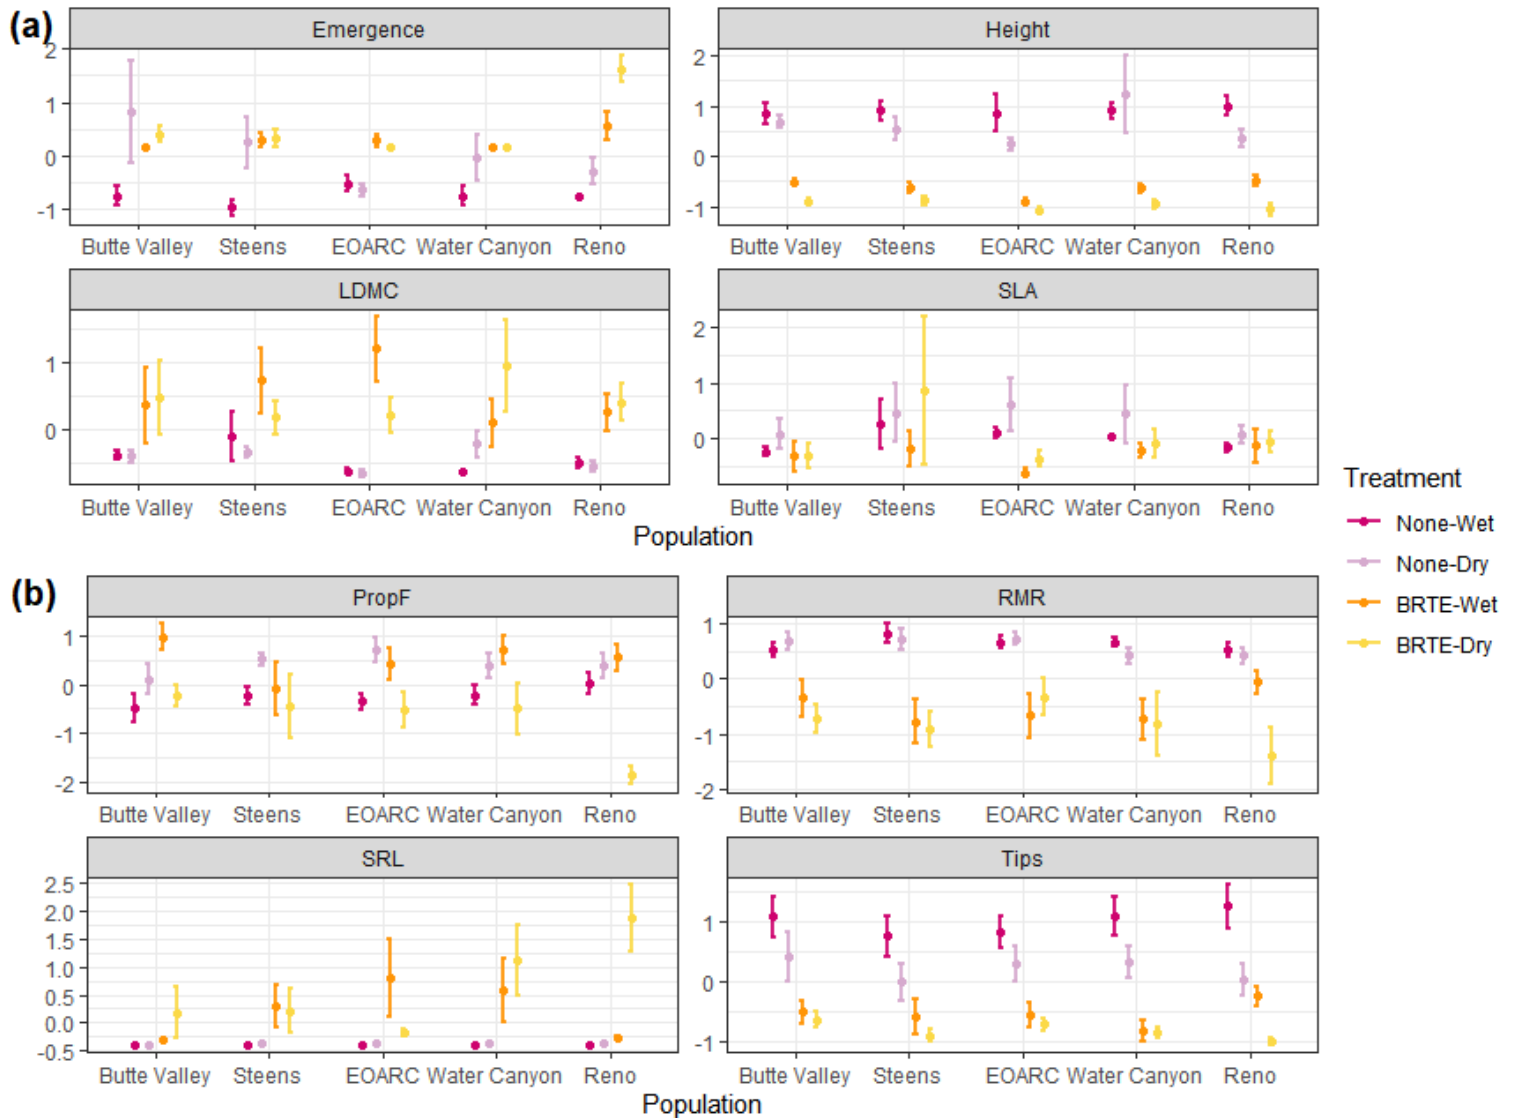 (a)
Emergence
Height
2
1
0
-1
2
1
0
-1
Butte Valley Steens EOARC Water Canyon Reno
Butte Valley Steens EOARC Water Canyon Reno
LDMC
SLA
1
0
2
1
0
Butte Valley Steens EOARC Water Canyon Reno
Butte Valley Steens EOARC Water Canyon Reno
Population
Treatment
None-Wet
None-Dry
BRTE-Wet
BRTE-Dry
(b)
PropF
RMR
1
0
-1
-2
1
0
-1
-2
Butte Valley Steens EOARC Water Canyon Reno
Butte Valley Steens EOARC Water Canyon Reno
SRL
Tips
2.5
2.0
1.5
1.0
0.5
0.0
-0.5
1
0
-1
Butte Valley Steens EOARC Water Canyon Reno
Butte Valley Steens EOARC Water Canyon Reno
Population